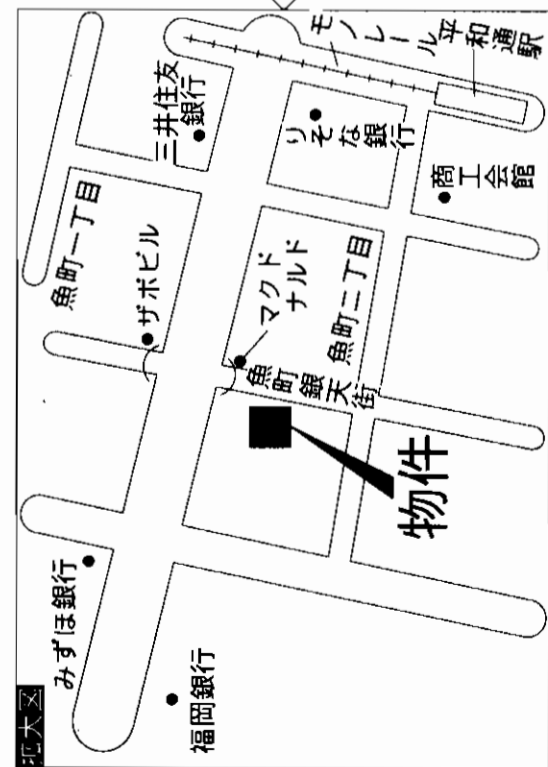 拡大図
みずほ銀行
福岡銀行
魚町一丁目
ザボビル
三井住友
銀行
モノレール
平和通駅
りそな銀行
商工会館
マクド
ナルド
魚町二丁目
魚町銀天街
物件